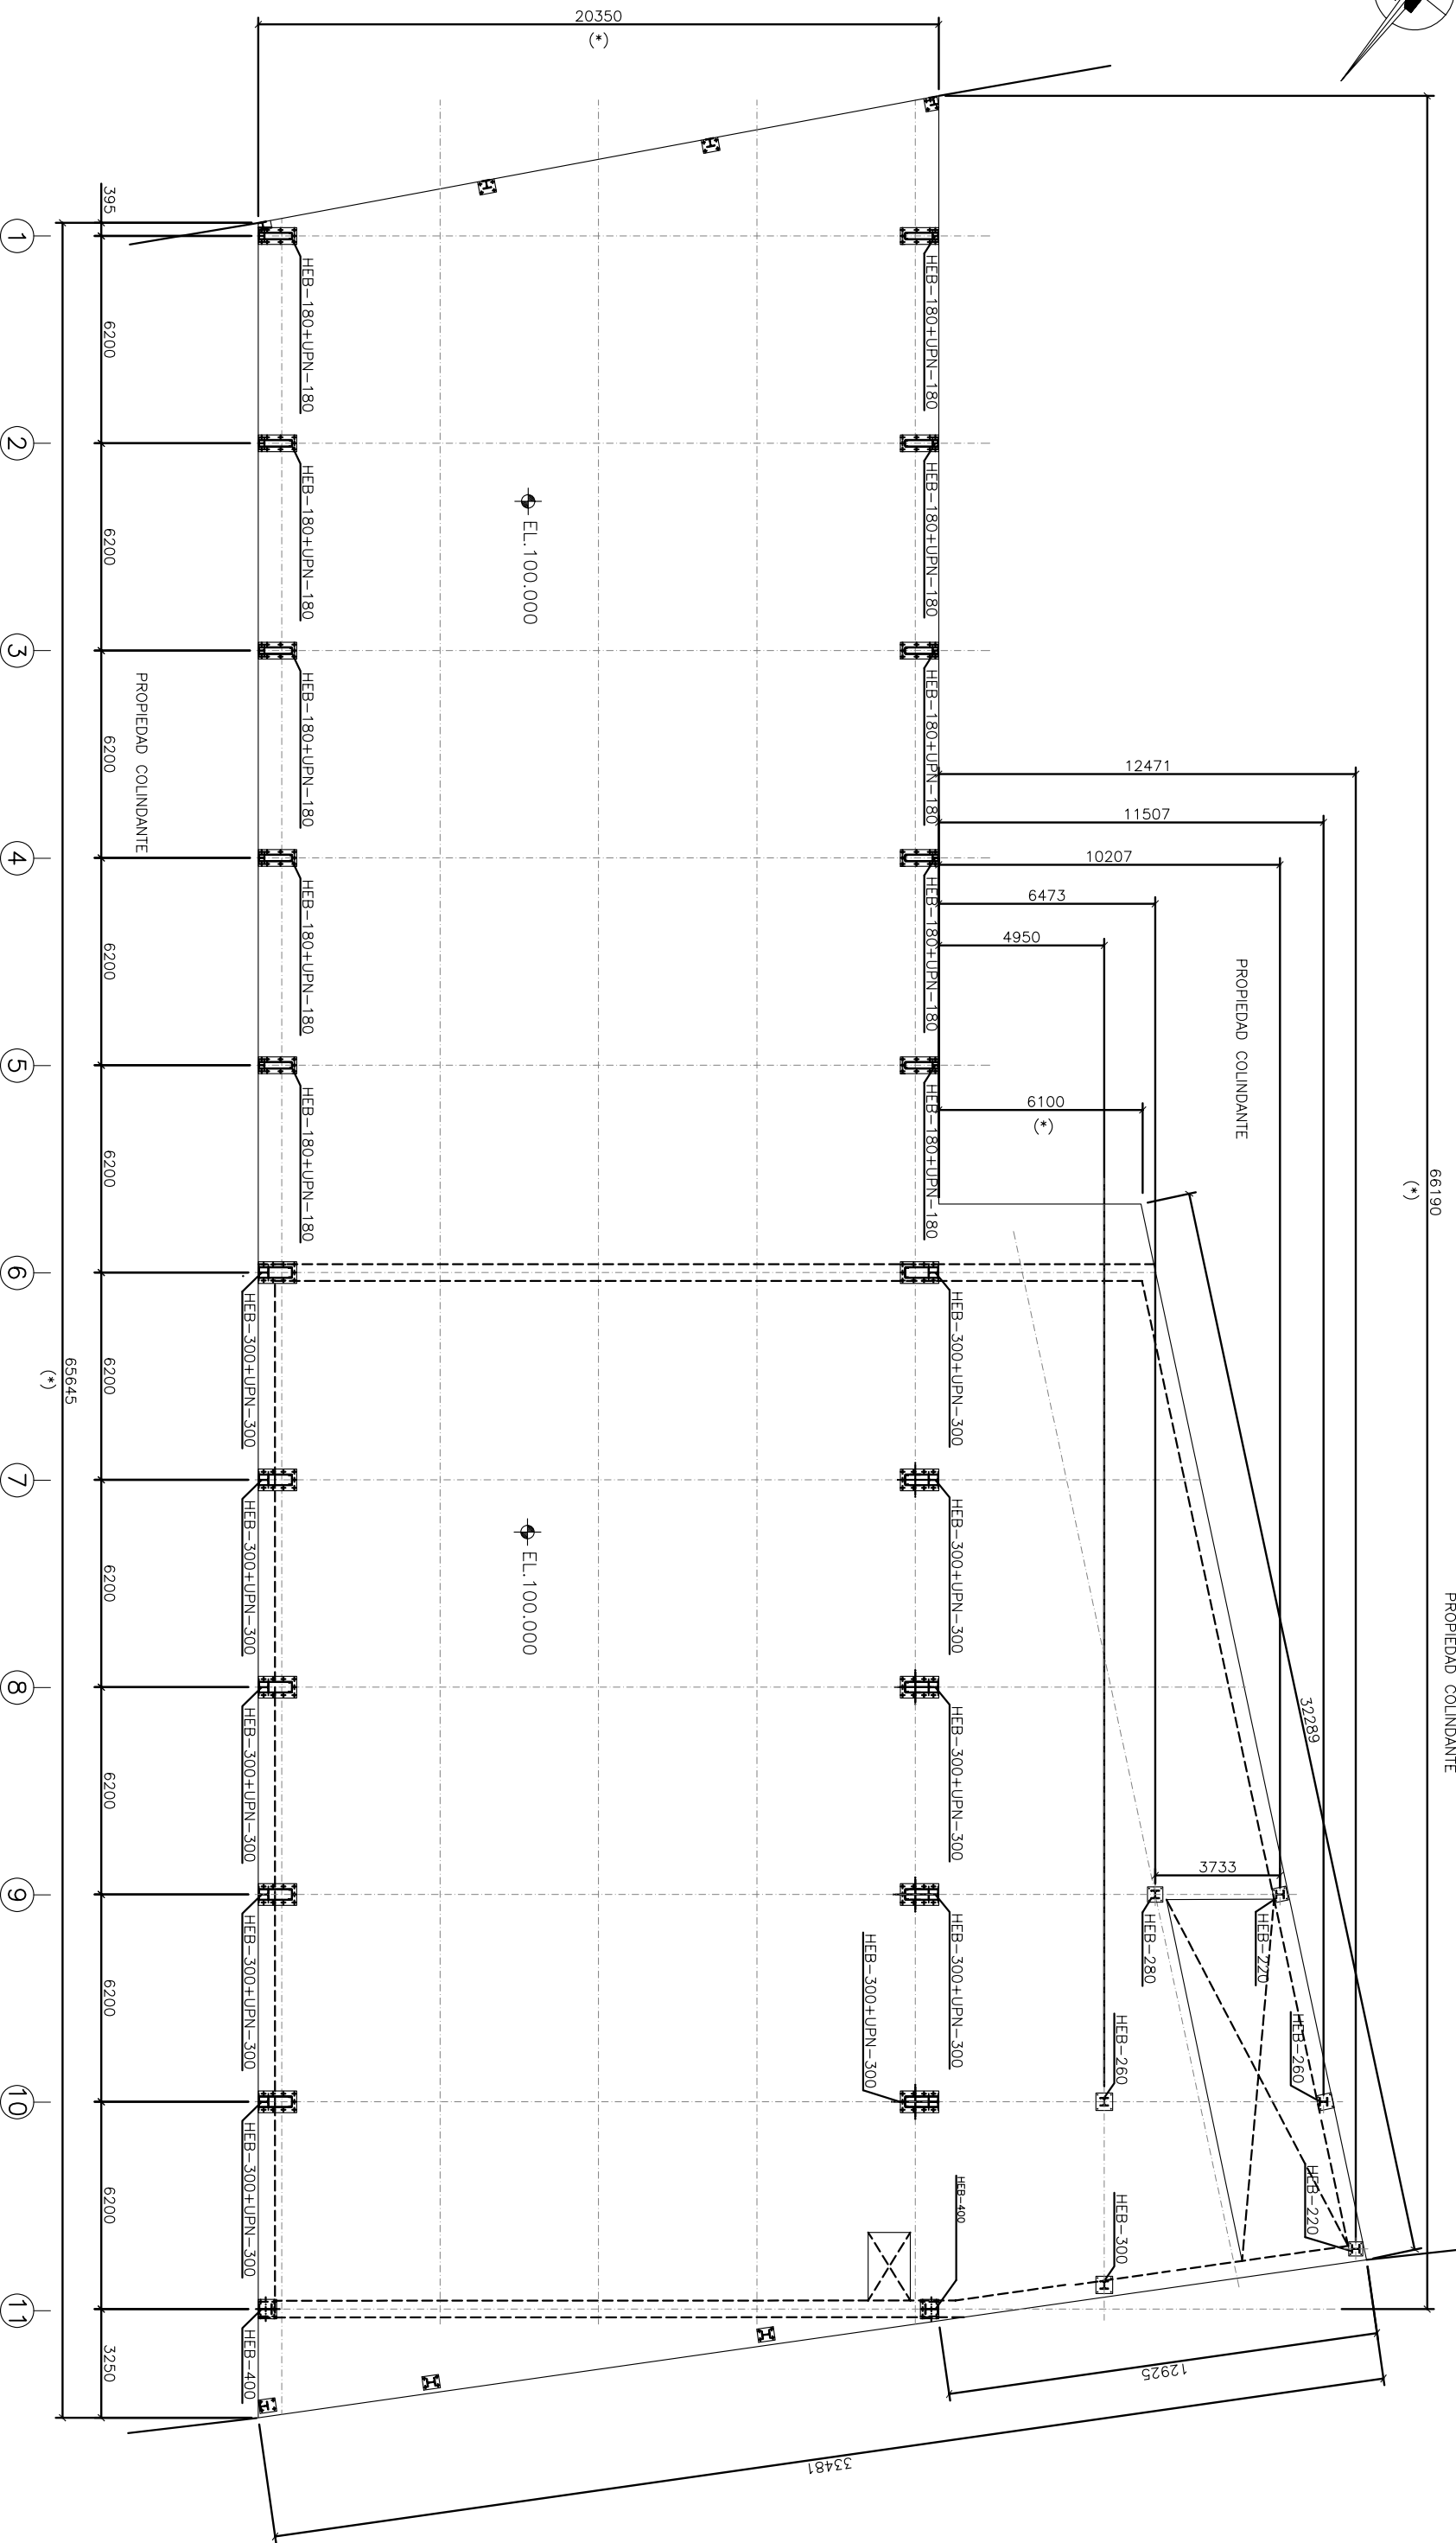 20350
(*)
395
1
HEB-180+UPN-180
HEB-180+UPN-180
6200
2
HEB-180+UPN-180
HEB-180+UPN-180
EL.100.000
6200
3
HEB-180+UPN-180
HEB-180+UPN-180
PROPIEDAD COLINDANTE
6200
12471
11507
4
10207
HEB-180+UPN-180
HEB-180+UPN-180
6473
4950
6200
PROPIEDAD COLINDANTE
5
HEB-180+UPN-180
HEB-180+UPN-180
6100
(*)
6200
66190
(*)
6
HEB-300+UPN-300
HEB-300+UPN-300
6200
65645
(*)
7
HEB-300+UPN-300
HEB-300+UPN-300
EL.100.000
6200
PROPIEDAD COLINDANTE
8
HEB-300+UPN-300
HEB-300+UPN-300
32289
6200
3733
9
HEB-300+UPN-300
HEB-300+UPN-300
HEB-300+UPN-300
HEB-280
HEB-220
6200
HEB-260
HEB-260
10
HEB-300+UPN-300
HEB-400
HEB-300
HEB-220
6200
11
HEB-400
3250
12925
33481